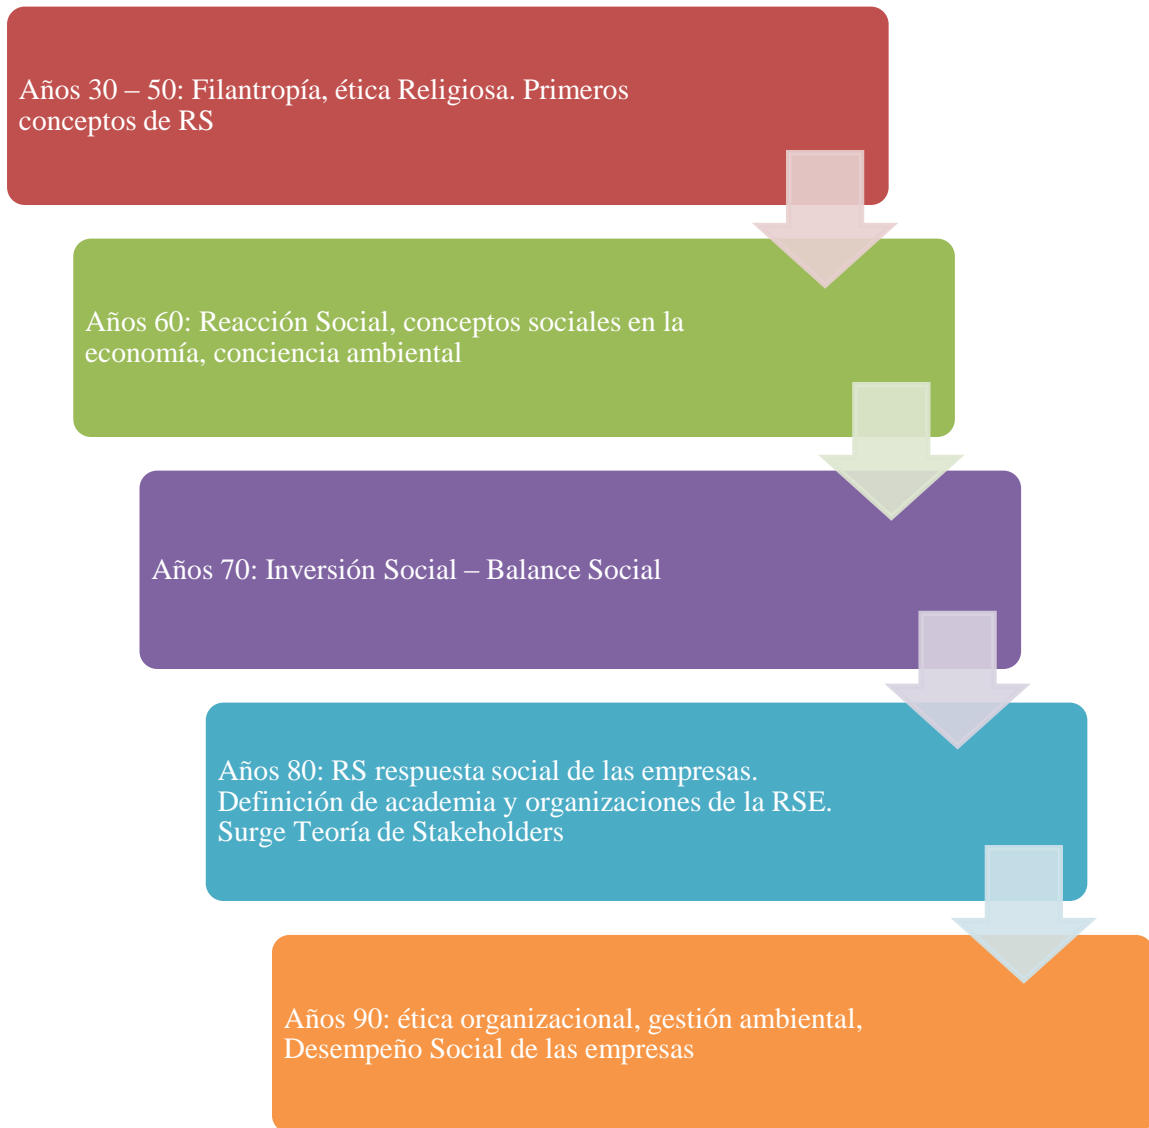 Años 30 – 50: Filantropía, ética Religiosa. Primeros
conceptos de RS
Años 60: Reacción Social, conceptos sociales en la
economía, conciencia ambiental
Años 70: Inversión Social – Balance Social
Años 80: RS respuesta social de las empresas.
Definición de academia y organizaciones de la RSE.
Surge Teoría de Stakeholders
Años 90: ética organizacional, gestión ambiental,
Desempeño Social de las empresas